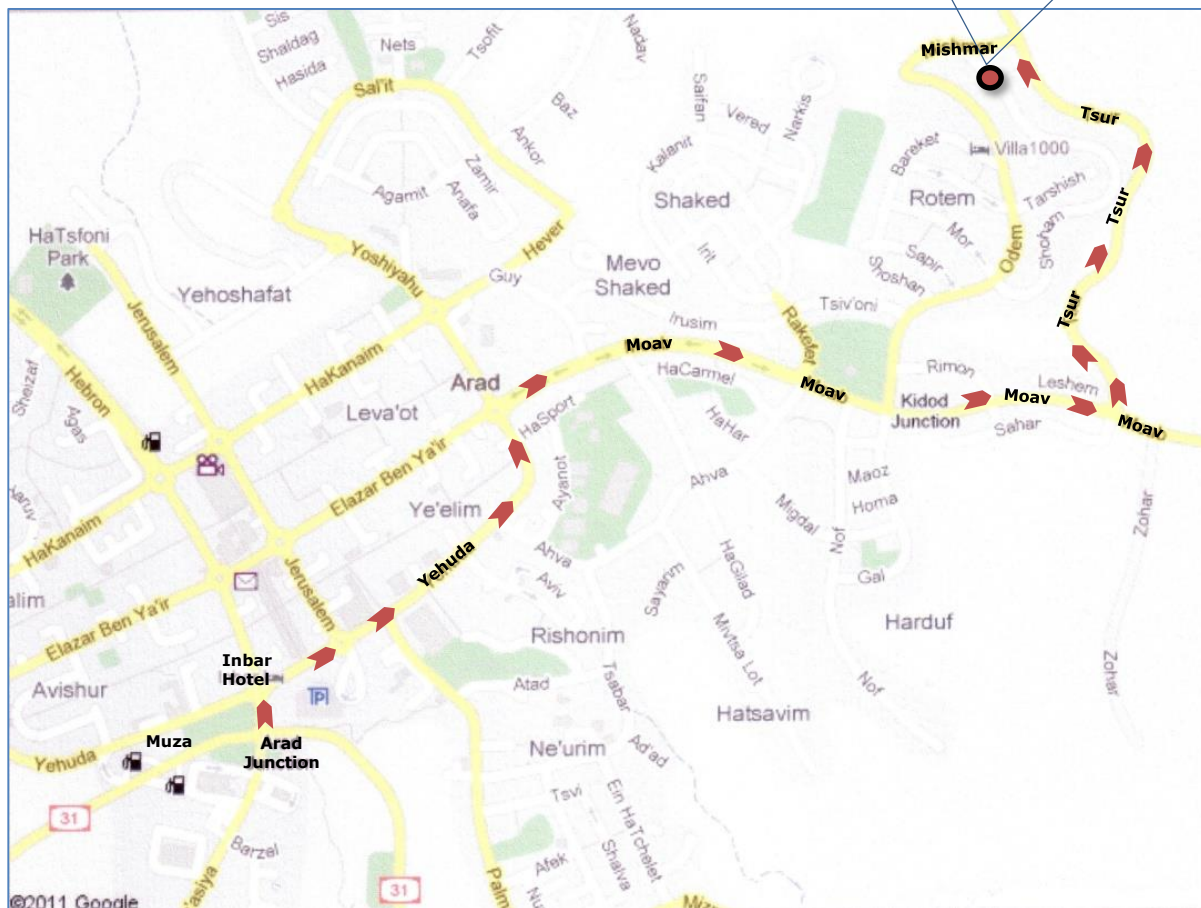 Sis
Shaldag
Hasida
Nets
Tsofit
Nadav
Mishmar
Sal'it
Baz
Ankor
Zamir
Anafa
Agamit
Saifan
Vered
Narkis
Kalanit
Tsur
Bareket
Villa1000
Shaked
Rotem
Tarshish
Tsur
HaTsfoni
Park
Yoshiyahu
Hever
Guy
Irit
Mor
Sapir
Shoshan
Odem
Shoham
Yehoshafat
Mevo
Shaked
Tsiv'oni
Tsur
Jerusalem
Irusim
Rakefet
Moav
HaKanaim
Hebron
Sheizaf
Agas
Arad
Leva'ot
HaCarmel
Moav
Rimon
Leshem
Kidod
Junction
Moav
Sahar
Moav
HaSport
HaHar
Elazar Ben Ya'ir
Ayanot
Ahva
Maoz
Homa
Migdal
Nof
Zohar
Ye'elim
HaKanaim
Yehuda
Ahva
Aviv
Jerusalem
Sayarim
HaGilad
Gal
Elazar Ben Ya'ir
Rishonim
Mivtsa Lot
Harduf
Inbar
Hotel
Avishur
Atad
Tsabar
Nof
Zohar
Hatsavim
Muza
Arad
Junction
Yehuda
Ne'urim
Ad'ad
31
Tsvi
Ein HaTchelet
Shalva
Barzel
Afek
31
©2011 Google